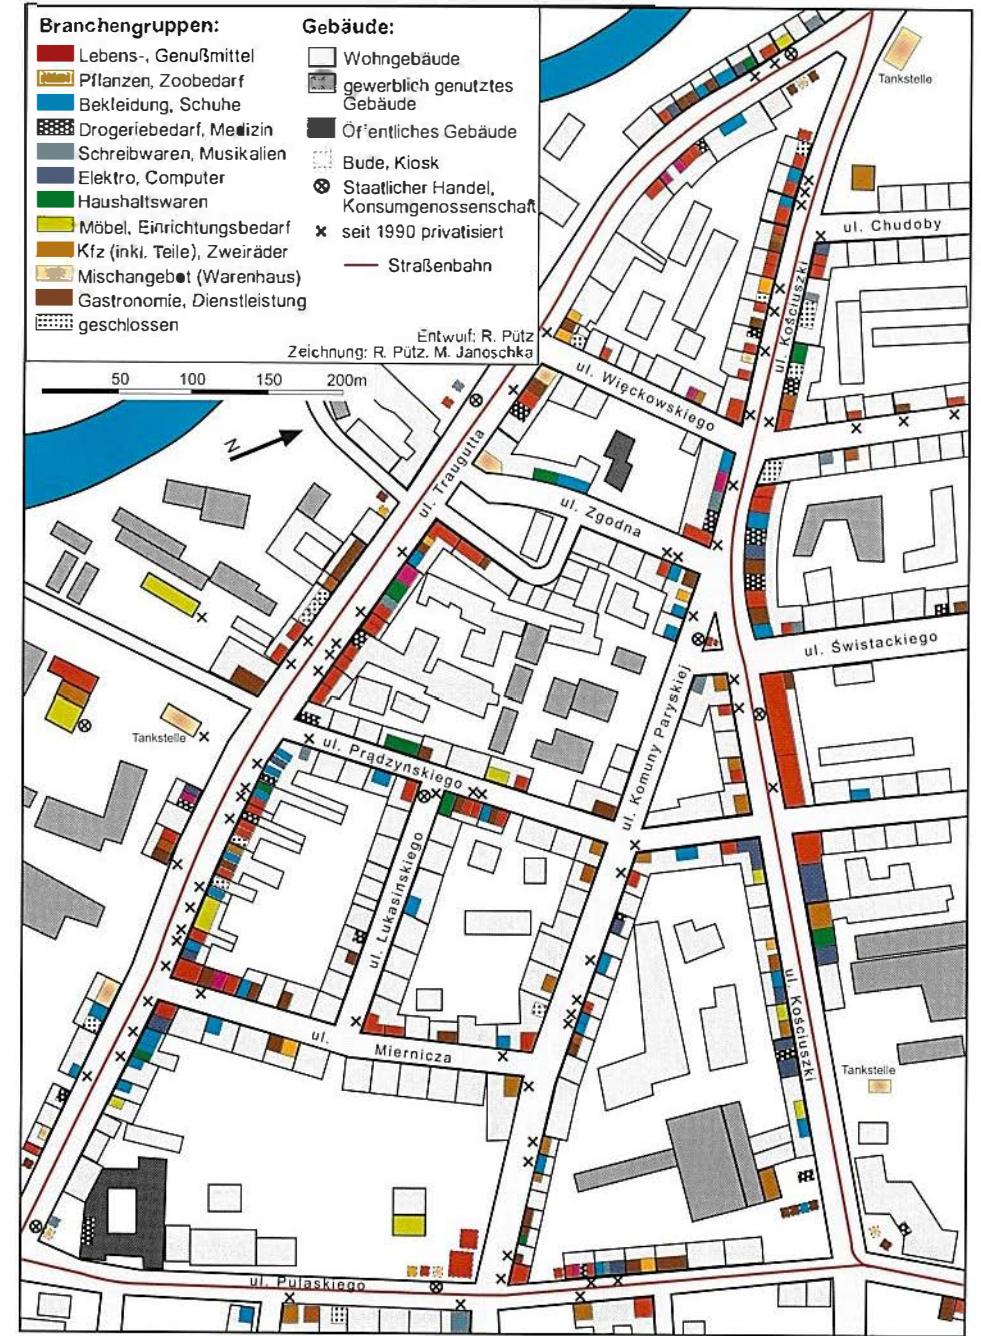 Branchengruppen:
Lebens-, Genußmittel
Pflanzen, Zoobedarf
Bekleidung, Schuhe
Drogeriebedarf, Medizin
Schreibwaren, Musikalien
Elektro, Computer
Haushaltswaren
Möbel, Einrichtungsbedarf
Kfz (inkl. Teile), Zweiräder
Mischangebot (Warenhaus)
Gastronomie, Dienstleistung
geschlossen
Gebäude:
Wohngebäude
gewerblich genutztes
Gebäude
Öffentliches Gebäude
Bude, Kiosk
Staatlicher Handel,
Konsumgenossenschaft
seit 1990 privatisiert
Straßenbahn
Entwurf: R. Pütz
Zeichnung: R. Pütz, M. Janoschka
50 100 150 200m
N
Tankstelle
ul. Chudoby
ul. Kościuszki
ul. Więckowskiego
ul. Traugutta
ul. Zgodna
ul. Świstackiego
ul. Komuny Paryskiej
Tankstelle
ul. Prądzyńskiego
ul. Lukasińskiego
ul. Kościuszki
ul. Miernicza
Tankstelle
ul. Pulaskiego